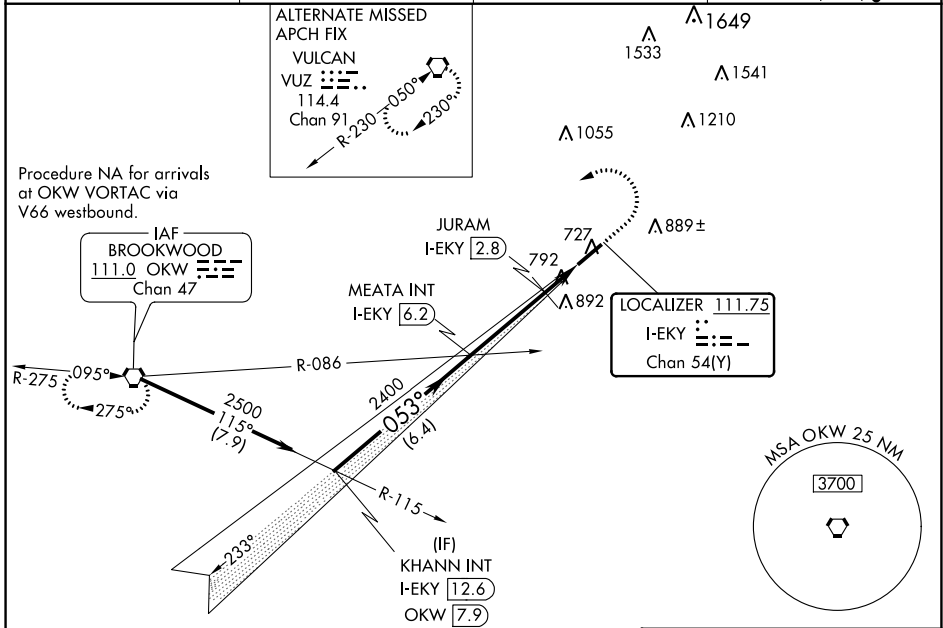 ALTERNATE MISSED
APCH FIX
VULCAN
VUZ
114.4
Chan 91
R-230
050°
230°
1649
1533
1541
1210
1055
Procedure NA for arrivals
at OKW VORTAC via
V66 westbound.
IAF
BROOKWOOD
111.0 OKW
Chan 47
JURAM
I-EKY 2.8
727
889±
792
892
MEATA INT
I-EKY 6.2
LOCALIZER 111.75
I-EKY
Chan 54(Y)
R-275
095°
275°
R-086
2500
115°
(7.9)
2400
053°
(6.4)
R-115
233°
(IF)
KHANN INT
I-EKY 12.6
OKW 7.9
MSA OKW 25 NM
3700